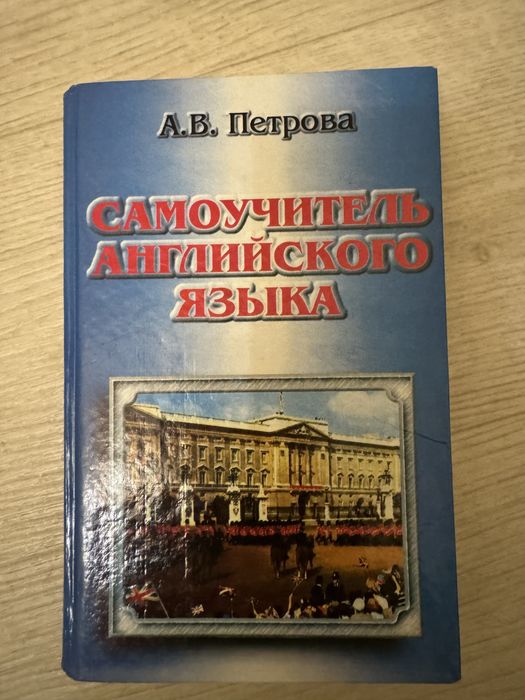 А.В. Петрова
САМОУЧИТЕЛЬ
АНГЛИЙСКОГО
ЯЗЫКА